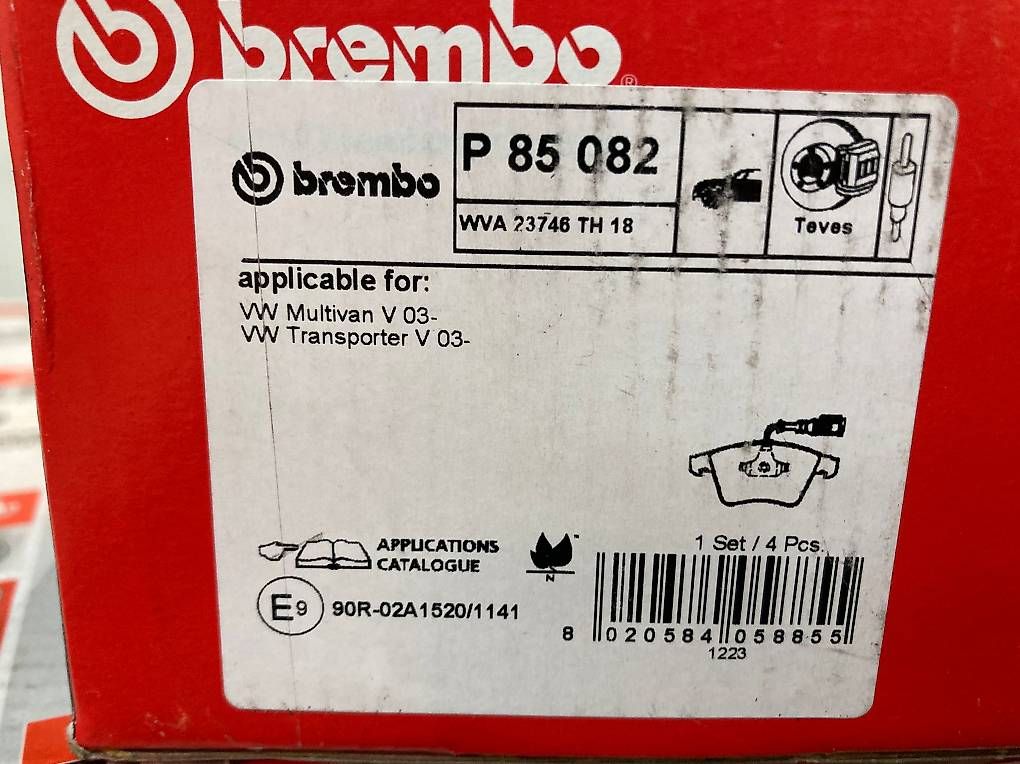 brembo®
brembo
P 85 082
WVA 23746 TH 18
Teves
applicable for:
VW Multivan V 03-
VW Transporter V 03-
1 Set / 4 Pcs.
APPLICATIONS
CATALOGUE
N
E9 90R-02A1520/1141
8 020584 058855
1223